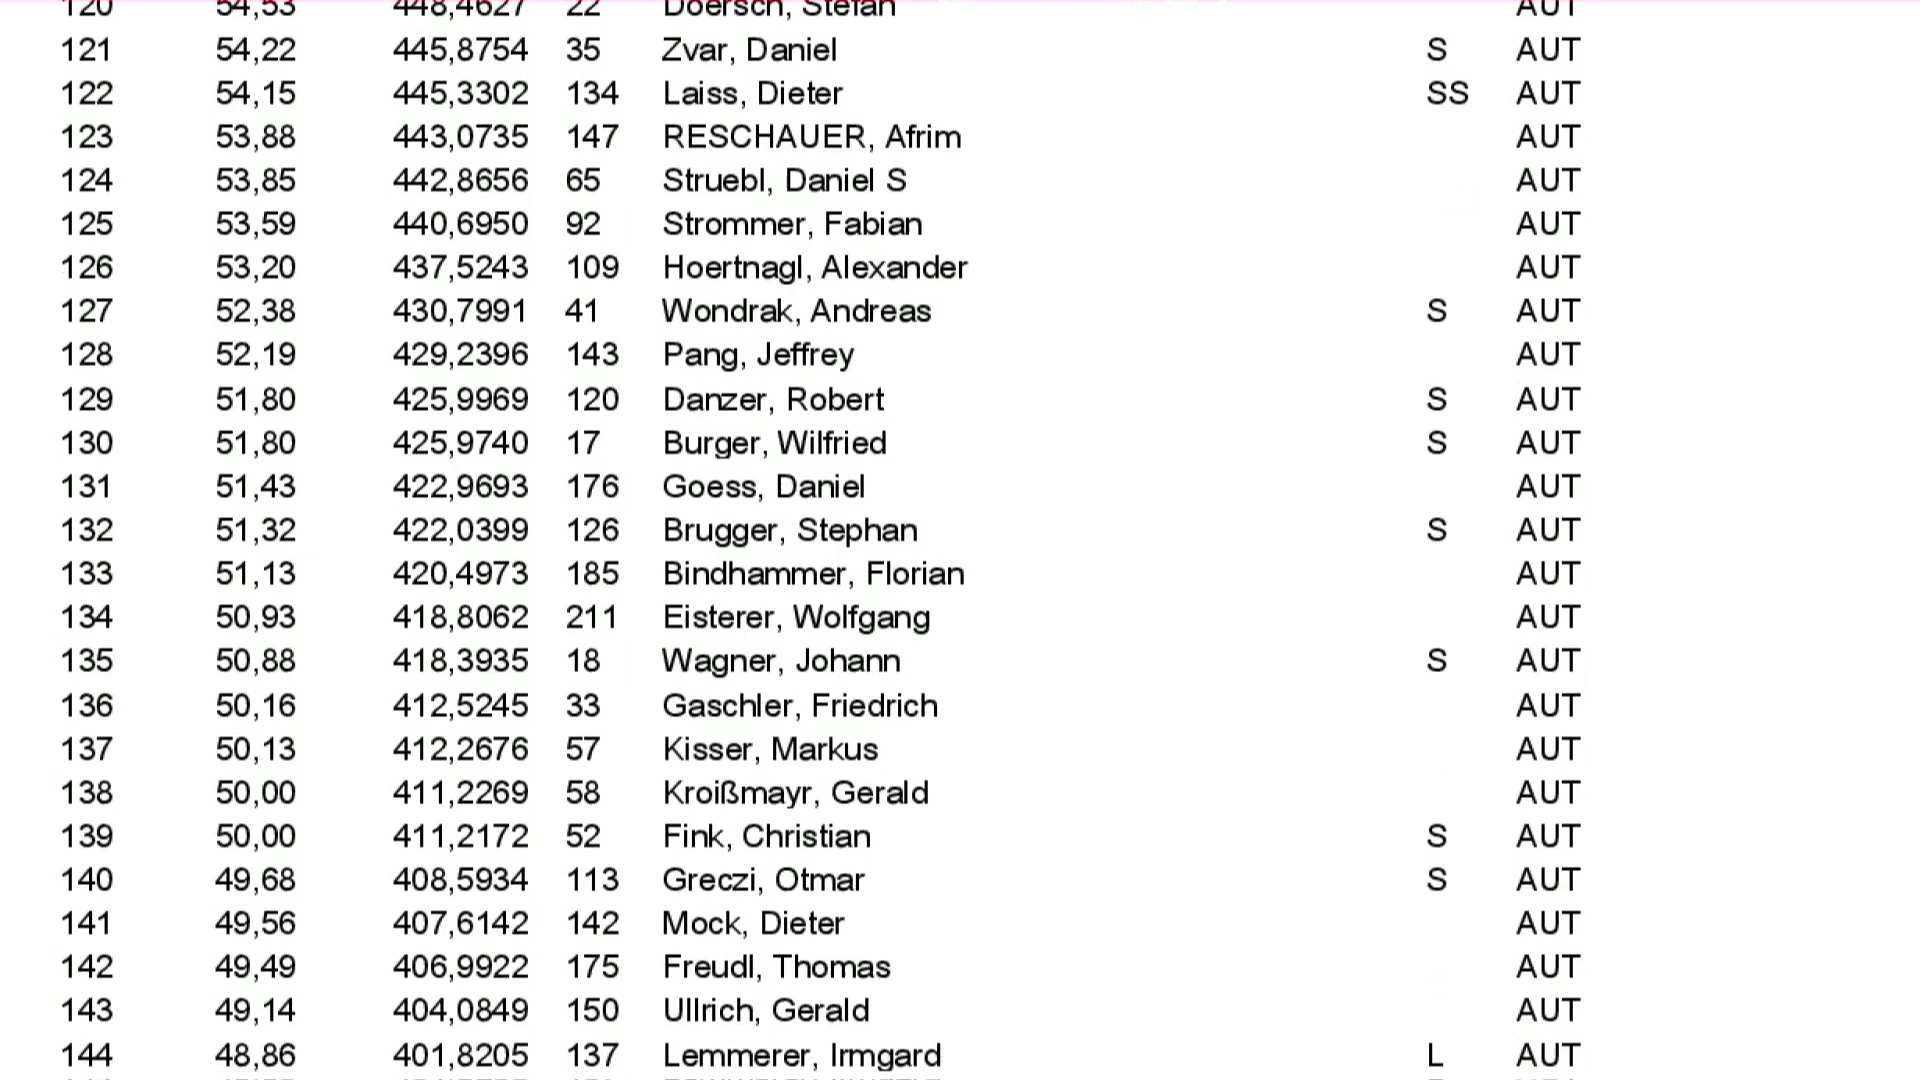 120 54,53 448,4627 22 Doersch, Stefan AUT
121 54,22 445,8754 35 Zvar, Daniel S AUT
122 54,15 445,3302 134 Laiss, Dieter SS AUT
123 53,88 443,0735 147 RESCHAUER, Afrim AUT
124 53,85 442,8656 65 Struebl, Daniel S AUT
125 53,59 440,6950 92 Strommer, Fabian AUT
126 53,20 437,5243 109 Hoertnagl, Alexander AUT
127 52,38 430,7991 41 Wondrak, Andreas S AUT
128 52,19 429,2396 143 Pang, Jeffrey AUT
129 51,80 425,9969 120 Danzer, Robert S AUT
130 51,80 425,9740 17 Burger, Wilfried S AUT
131 51,43 422,9693 176 Goess, Daniel AUT
132 51,32 422,0399 126 Brugger, Stephan S AUT
133 51,13 420,4973 185 Bindhammer, Florian AUT
134 50,93 418,8062 211 Eisterer, Wolfgang AUT
135 50,88 418,3935 18 Wagner, Johann S AUT
136 50,16 412,5245 33 Gaschler, Friedrich AUT
137 50,13 412,2676 57 Kisser, Markus AUT
138 50,00 411,2269 58 Kroißmayr, Gerald AUT
139 50,00 411,2172 52 Fink, Christian S AUT
140 49,68 408,5934 113 Greczi, Otmar S AUT
141 49,56 407,6142 142 Mock, Dieter AUT
142 49,49 406,9922 175 Freudl, Thomas AUT
143 49,14 404,0849 150 Ullrich, Gerald AUT
144 48,86 401,8205 137 Lemmerer, Irmgard L AUT